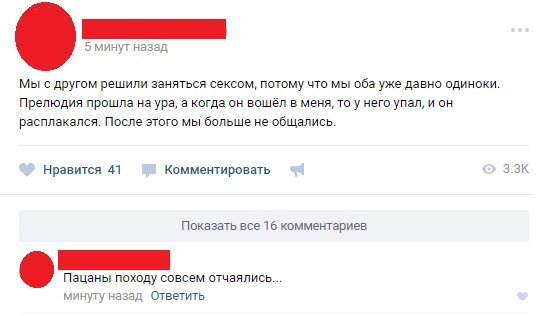 5 минут назад
Мы с другом решили заняться сексом, потому что мы оба уже давно одиноки.
Прелюдия прошла на ура, а когда он вошёл в меня, то у него упал, и он
расплакался. После этого мы больше не общались.
Нравится 41 Комментировать 3.3K
Показать все 16 комментариев
Пацаны походу совсем отчаялись...
минуту назад Ответить